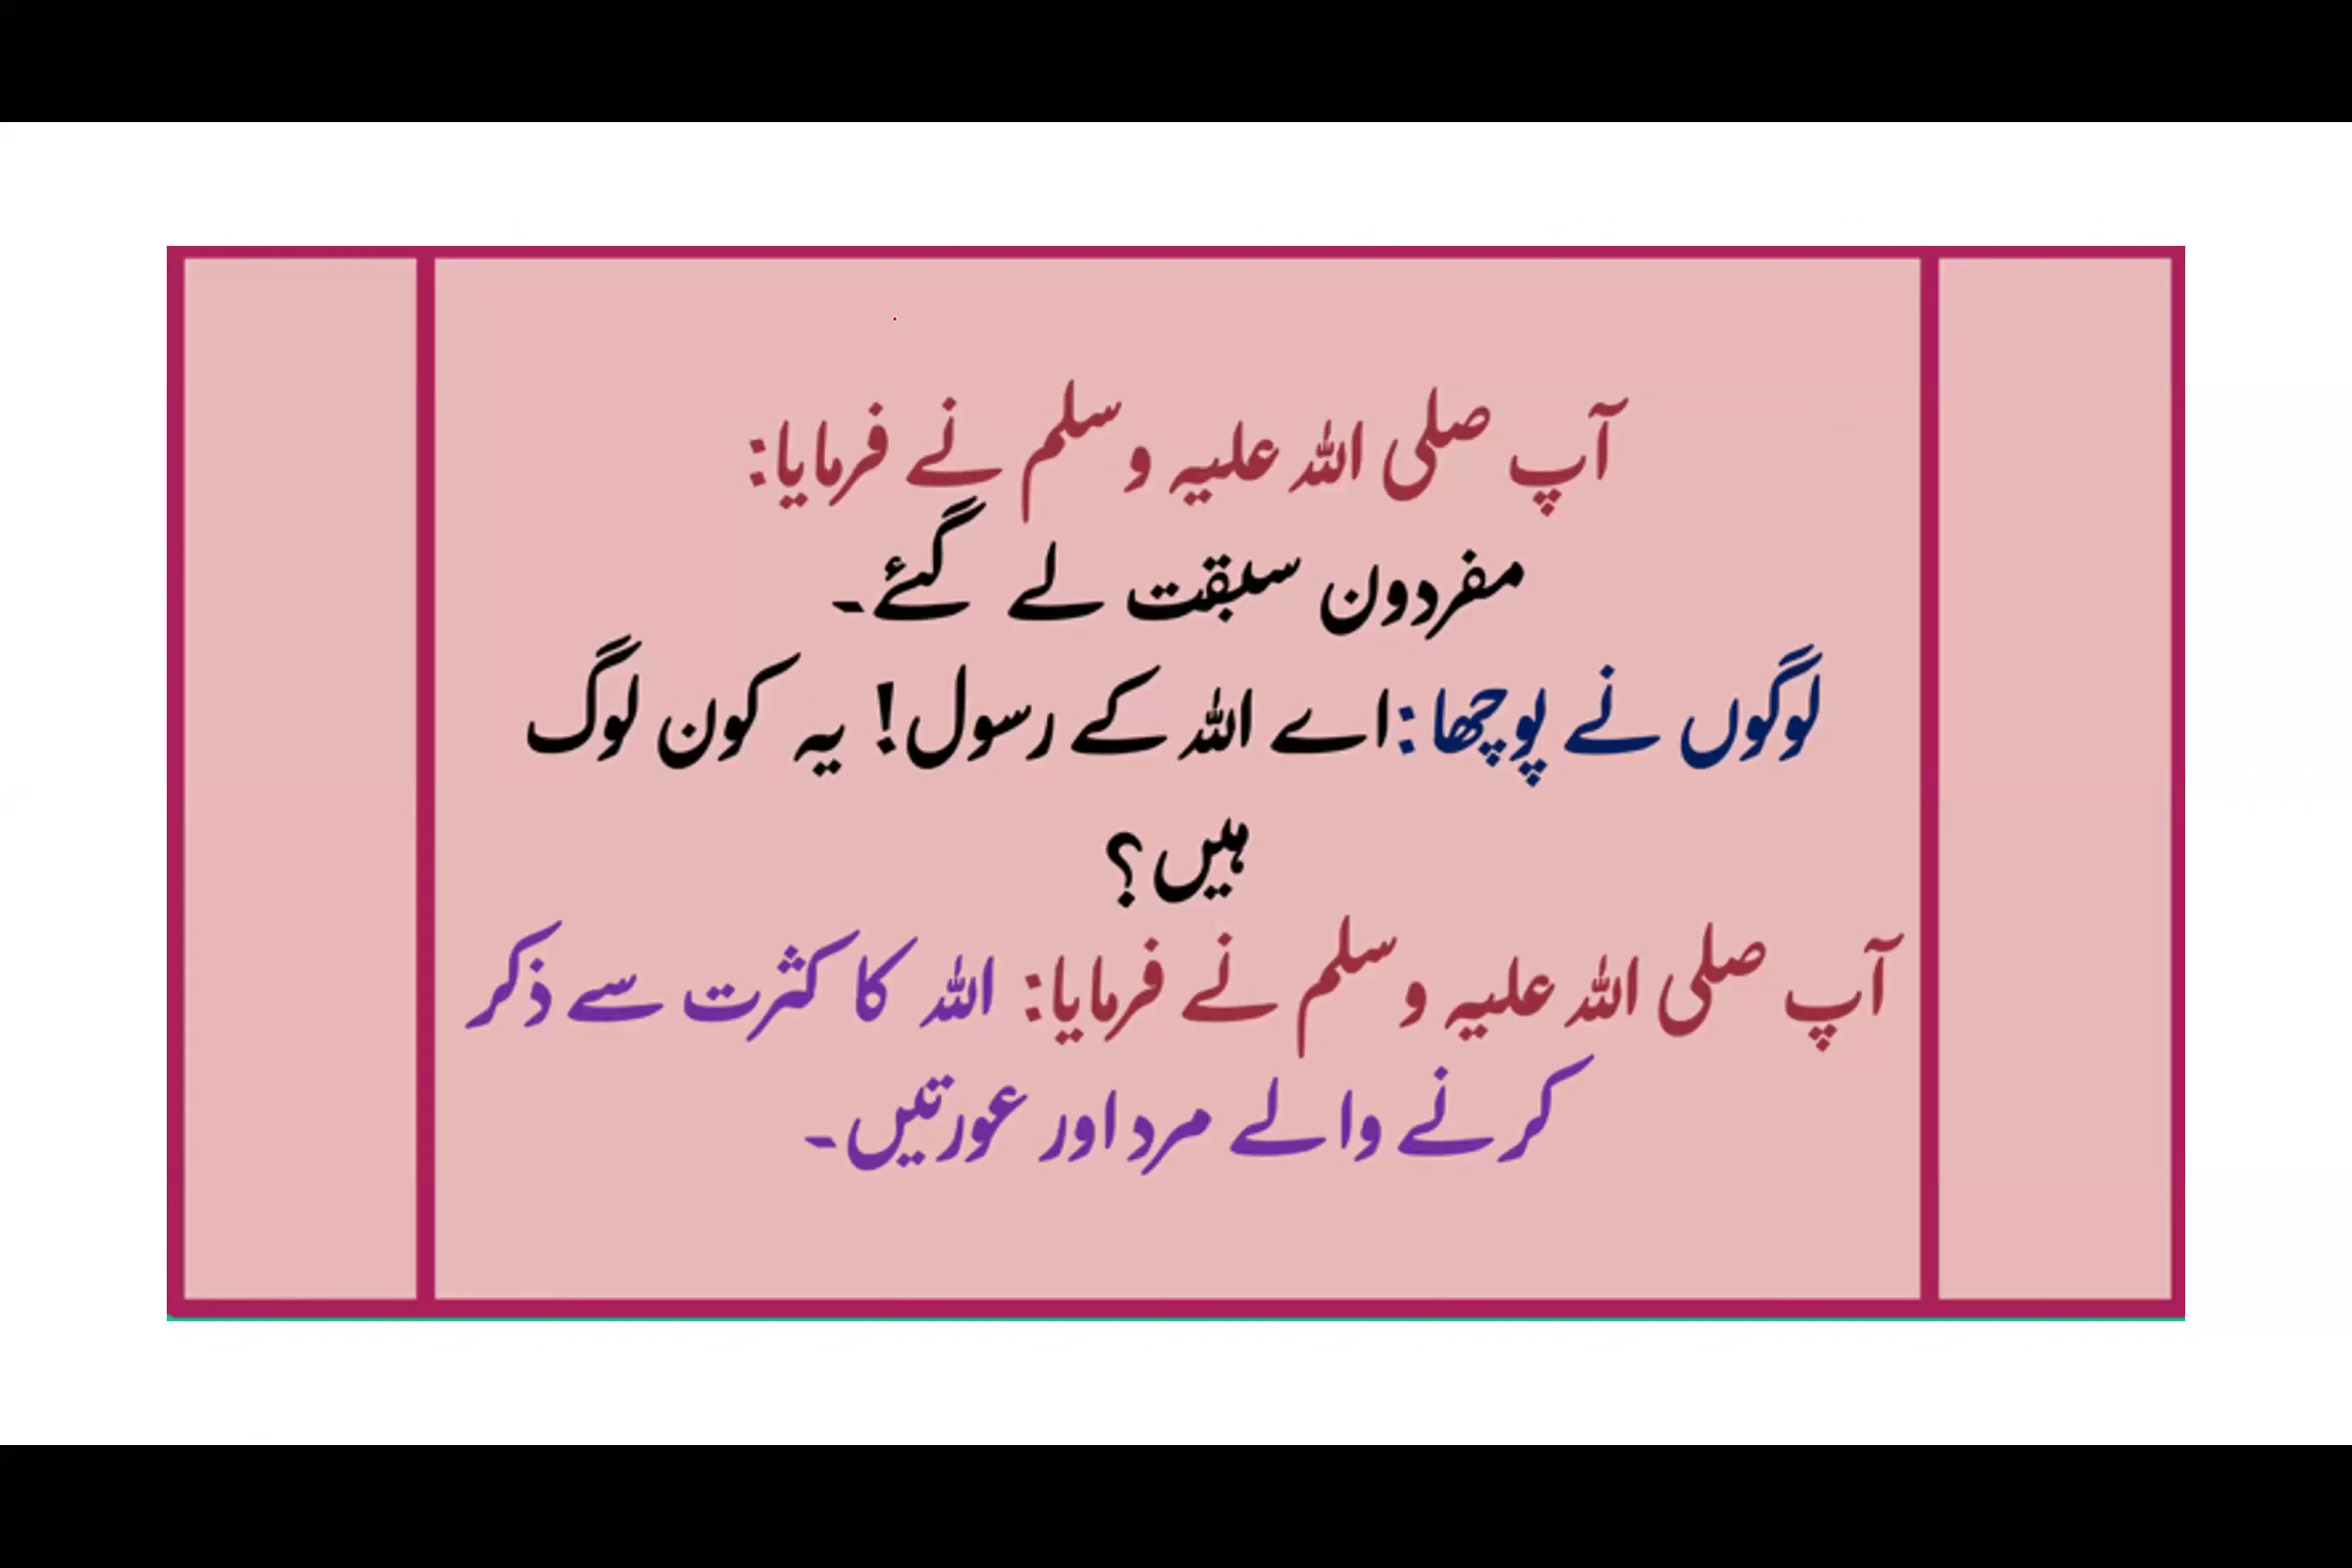 آپ صلی اللہ علیہ وسلم نے فرمایا:
مفردون سبقت لے گئے۔
لوگوں نے پوچھا: اے اللہ کے رسول! یہ کون لوگ
ہیں؟
آپ صلی اللہ علیہ وسلم نے فرمایا: اللہ کا کثرت سے ذکر
کرنے والے مرد اور عورتیں۔